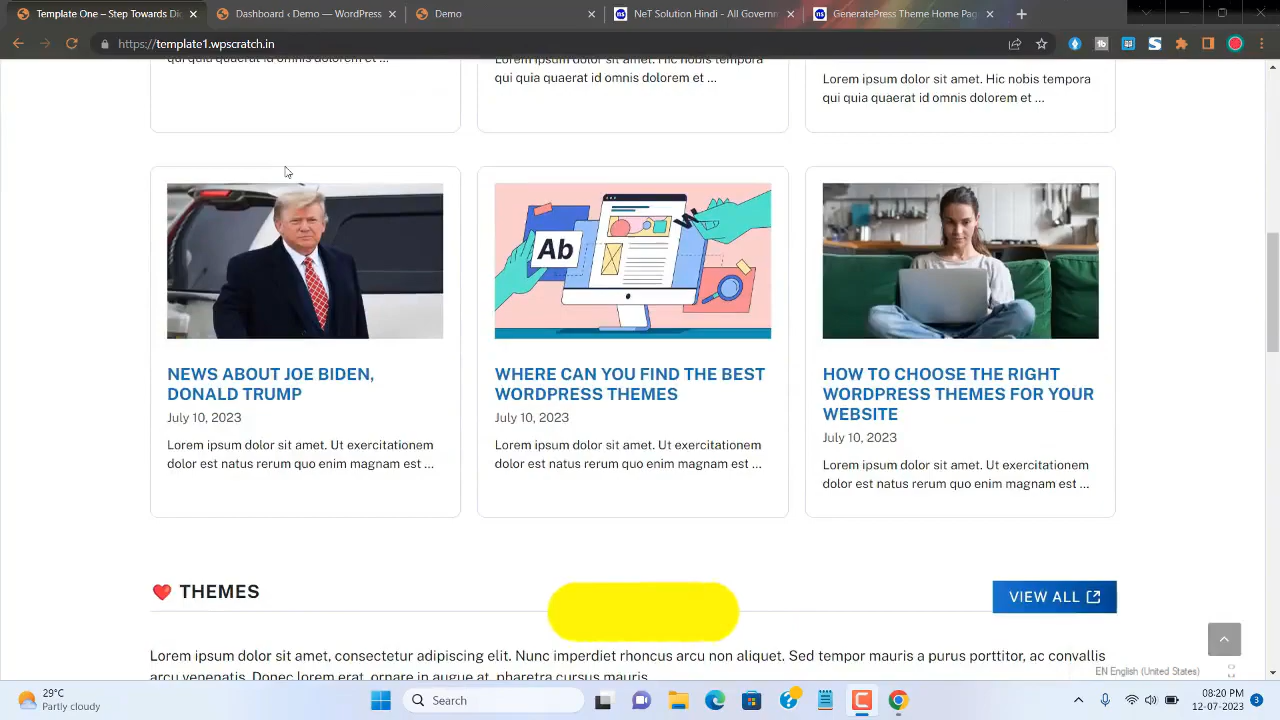 Template One – Step Towards Di
Dashboard ‹ Demo — WordPress
Demo
NeT Solution Hindi - All Governm
GeneratePress Theme Home Pag
https://template1.wpscratch.in
qui quia quaerat id omnis dolorem et ...
Lorem ipsum dolor sit amet. Hic nobis tempora
qui quia quaerat id omnis dolorem et ...
Lorem ipsum dolor sit amet. Hic nobis tempora
qui quia quaerat id omnis dolorem et ...
Ab
W
NEWS ABOUT JOE BIDEN,
DONALD TRUMP
July 10, 2023
Lorem ipsum dolor sit amet. Ut exercitationem
dolor est natus rerum quo enim magnam est ...
WHERE CAN YOU FIND THE BEST
WORDPRESS THEMES
July 10, 2023
Lorem ipsum dolor sit amet. Ut exercitationem
dolor est natus rerum quo enim magnam est ...
HOW TO CHOOSE THE RIGHT
WORDPRESS THEMES FOR YOUR
WEBSITE
July 10, 2023
Lorem ipsum dolor sit amet. Ut exercitationem
dolor est natus rerum quo enim magnam est ...
THEMES
VIEW ALL
Lorem ipsum dolor sit amet, consectetur adipiscing elit. Nunc imperdiet rhoncus arcu non aliquet. Sed tempor mauris a purus porttitor, ac convallis
arcu venenatis. Donec lorem erat, ornare in augue at, pharetra cursus mauris.
EN English (United States)
29°C
Partly cloudy
Search
08:20 PM
12-07-2023
3